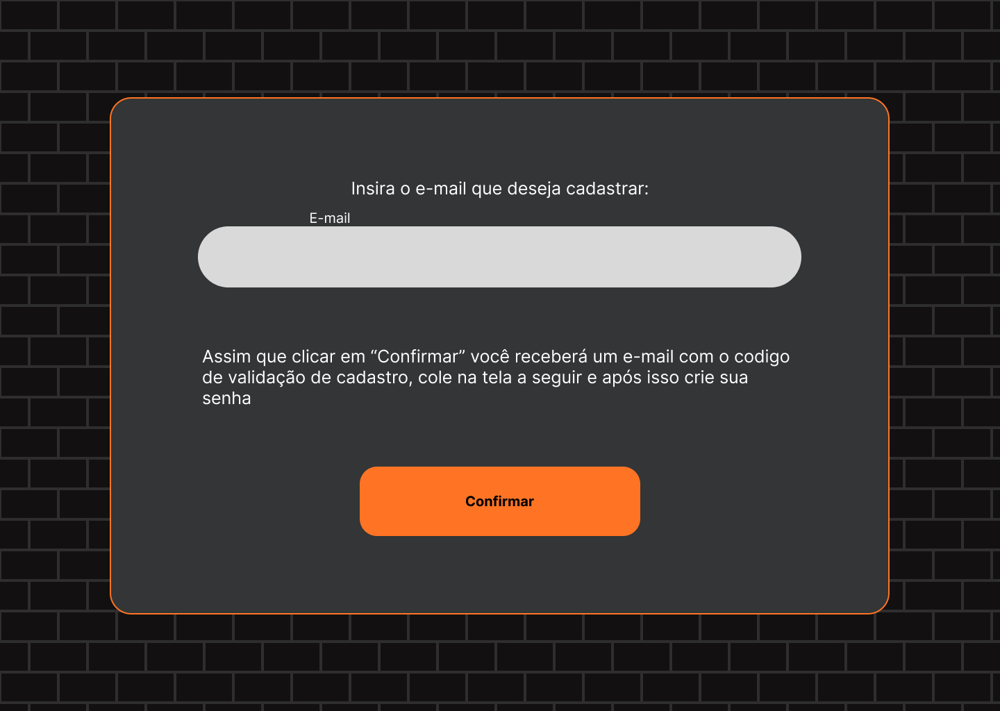 Insira o e-mail que deseja cadastrar:
E-mail
Assim que clicar em “Confirmar” você receberá um e-mail com o codigo
de validação de cadastro, cole na tela a seguir e após isso crie sua
senha
Confirmar